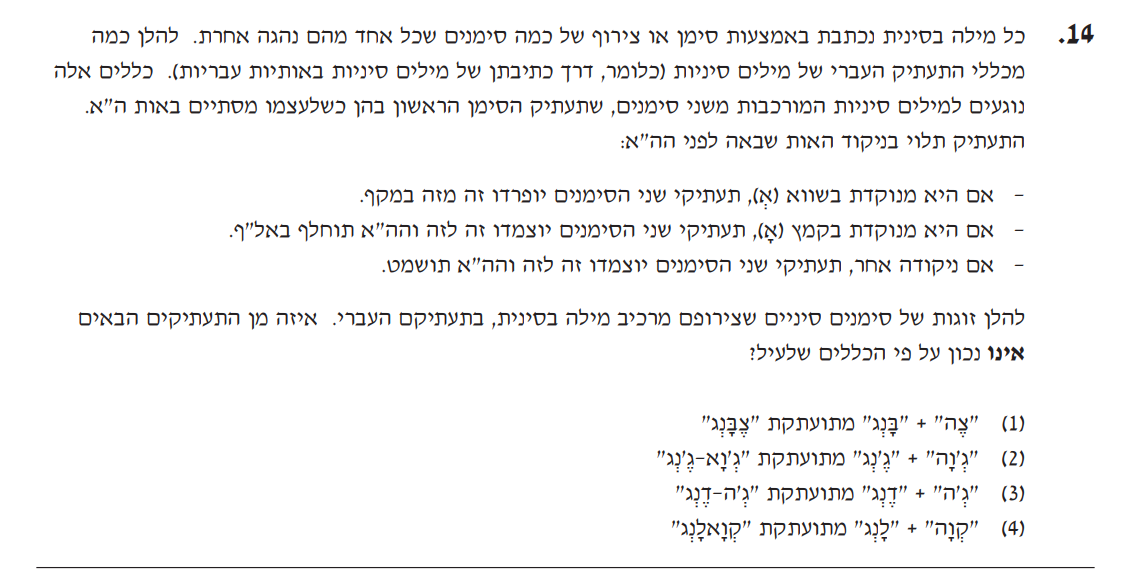 14. כל מילה בסינית נכתבת באמצעות סימן או צירוף של כמה סימנים שכל אחד מהם נהגה אחרת. להלן כמה
מכללי התעתיק העברי של מילים סיניות (כלומר, דרך כתיבתן של מילים סיניות באותיות עבריות). כללים אלה
נוגעים למילים סיניות המורכבות משני סימנים, שתעתיק הסימן הראשון בהן כשלעצמו מסתיים באות ה"א.
התעתיק תלוי בניקוד האות שבאה לפני הה"א:
- אם היא מנוקדת בשווא (אְ), תעתיקי שני הסימנים יופרדו זה מזה במקף.
- אם היא מנוקדת בקמץ (אָ), תעתיקי שני הסימנים יוצמדו זה לזה והה"א תוחלף באל"ף.
- אם ניקודה אחר, תעתיקי שני הסימנים יוצמדו זה לזה והה"א תושמט.
להלן זוגות של סימנים סיניים שצירופם מרכיב מילה בסינית, בתעתיקם העברי. איזה מן התעתיקים הבאים
אינו נכון על פי הכללים שלעיל?
(1) "צֶה" + "בָּנְג" מתועתקת "צֶבָּנְג"
(2) "גְ'וָה" + "גֶ'נְג" מתועתקת "גְ'וָא-גֶ'נְג"
(3) "גְ'ה" + "דֶנְג" מתועתקת "גְ'ה-דֶנְג"
(4) "קְוָה" + "לָנְג" מתועתקת "קְוָאלָנְג"